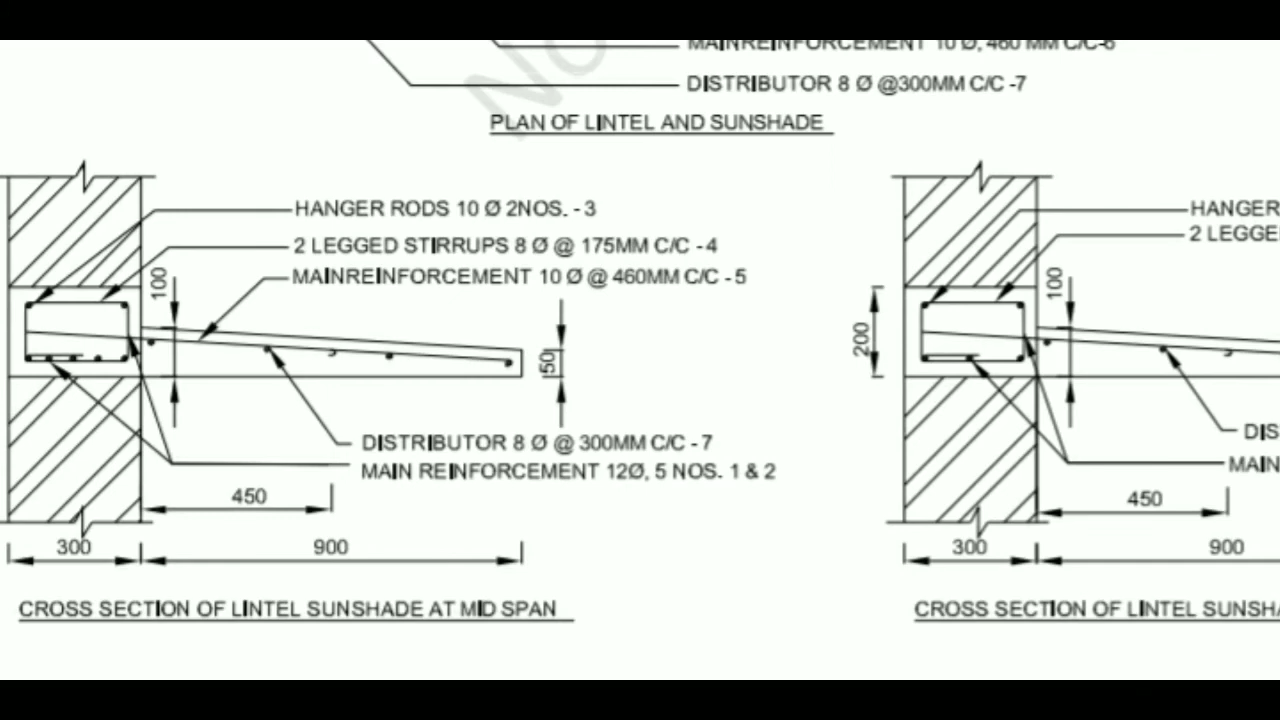 MAINREINFORCEMENT 10 Ø, 460 MM C/C-6
DISTRIBUTOR 8 Ø @300MM C/C -7
PLAN OF LINTEL AND SUNSHADE
HANGER RODS 10 Ø 2NOS. - 3
2 LEGGED STIRRUPS 8 Ø @ 175MM C/C - 4
MAINREINFORCEMENT 10 Ø @ 460MM C/C - 5
100
50
DISTRIBUTOR 8 Ø @ 300MM C/C - 7
MAIN REINFORCEMENT 12Ø, 5 NOS. 1 & 2
450
300
900
CROSS SECTION OF LINTEL SUNSHADE AT MID SPAN
HANGER
2 LEGGE
100
200
DIS
MAIN
450
300
900
CROSS SECTION OF LINTEL SUNSHA